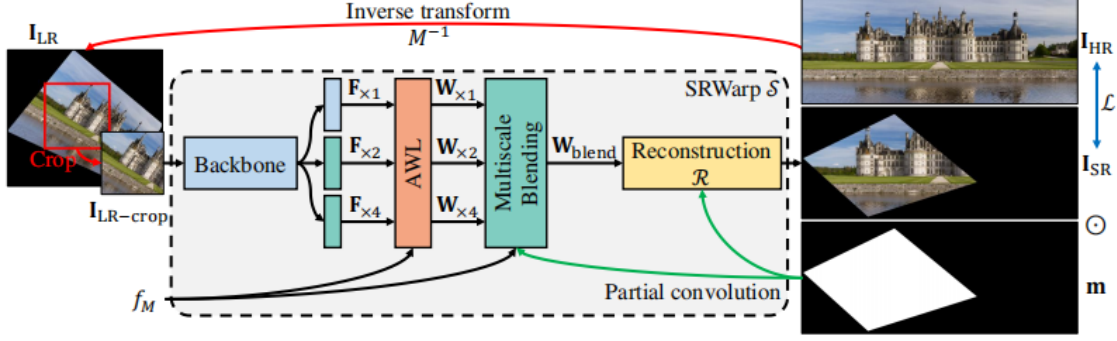 Inverse transform
M⁻¹
I_LR
I_HR
SRWarp 𝒮
F_×1
W_×1
ℒ
Crop
Backbone
F_×2
AWL
W_×2
Multiscale
Blending
W_blend
Reconstruction
ℛ
I_SR
F_×4
W_×4
I_LR−crop
⊙
f_M
Partial convolution
m